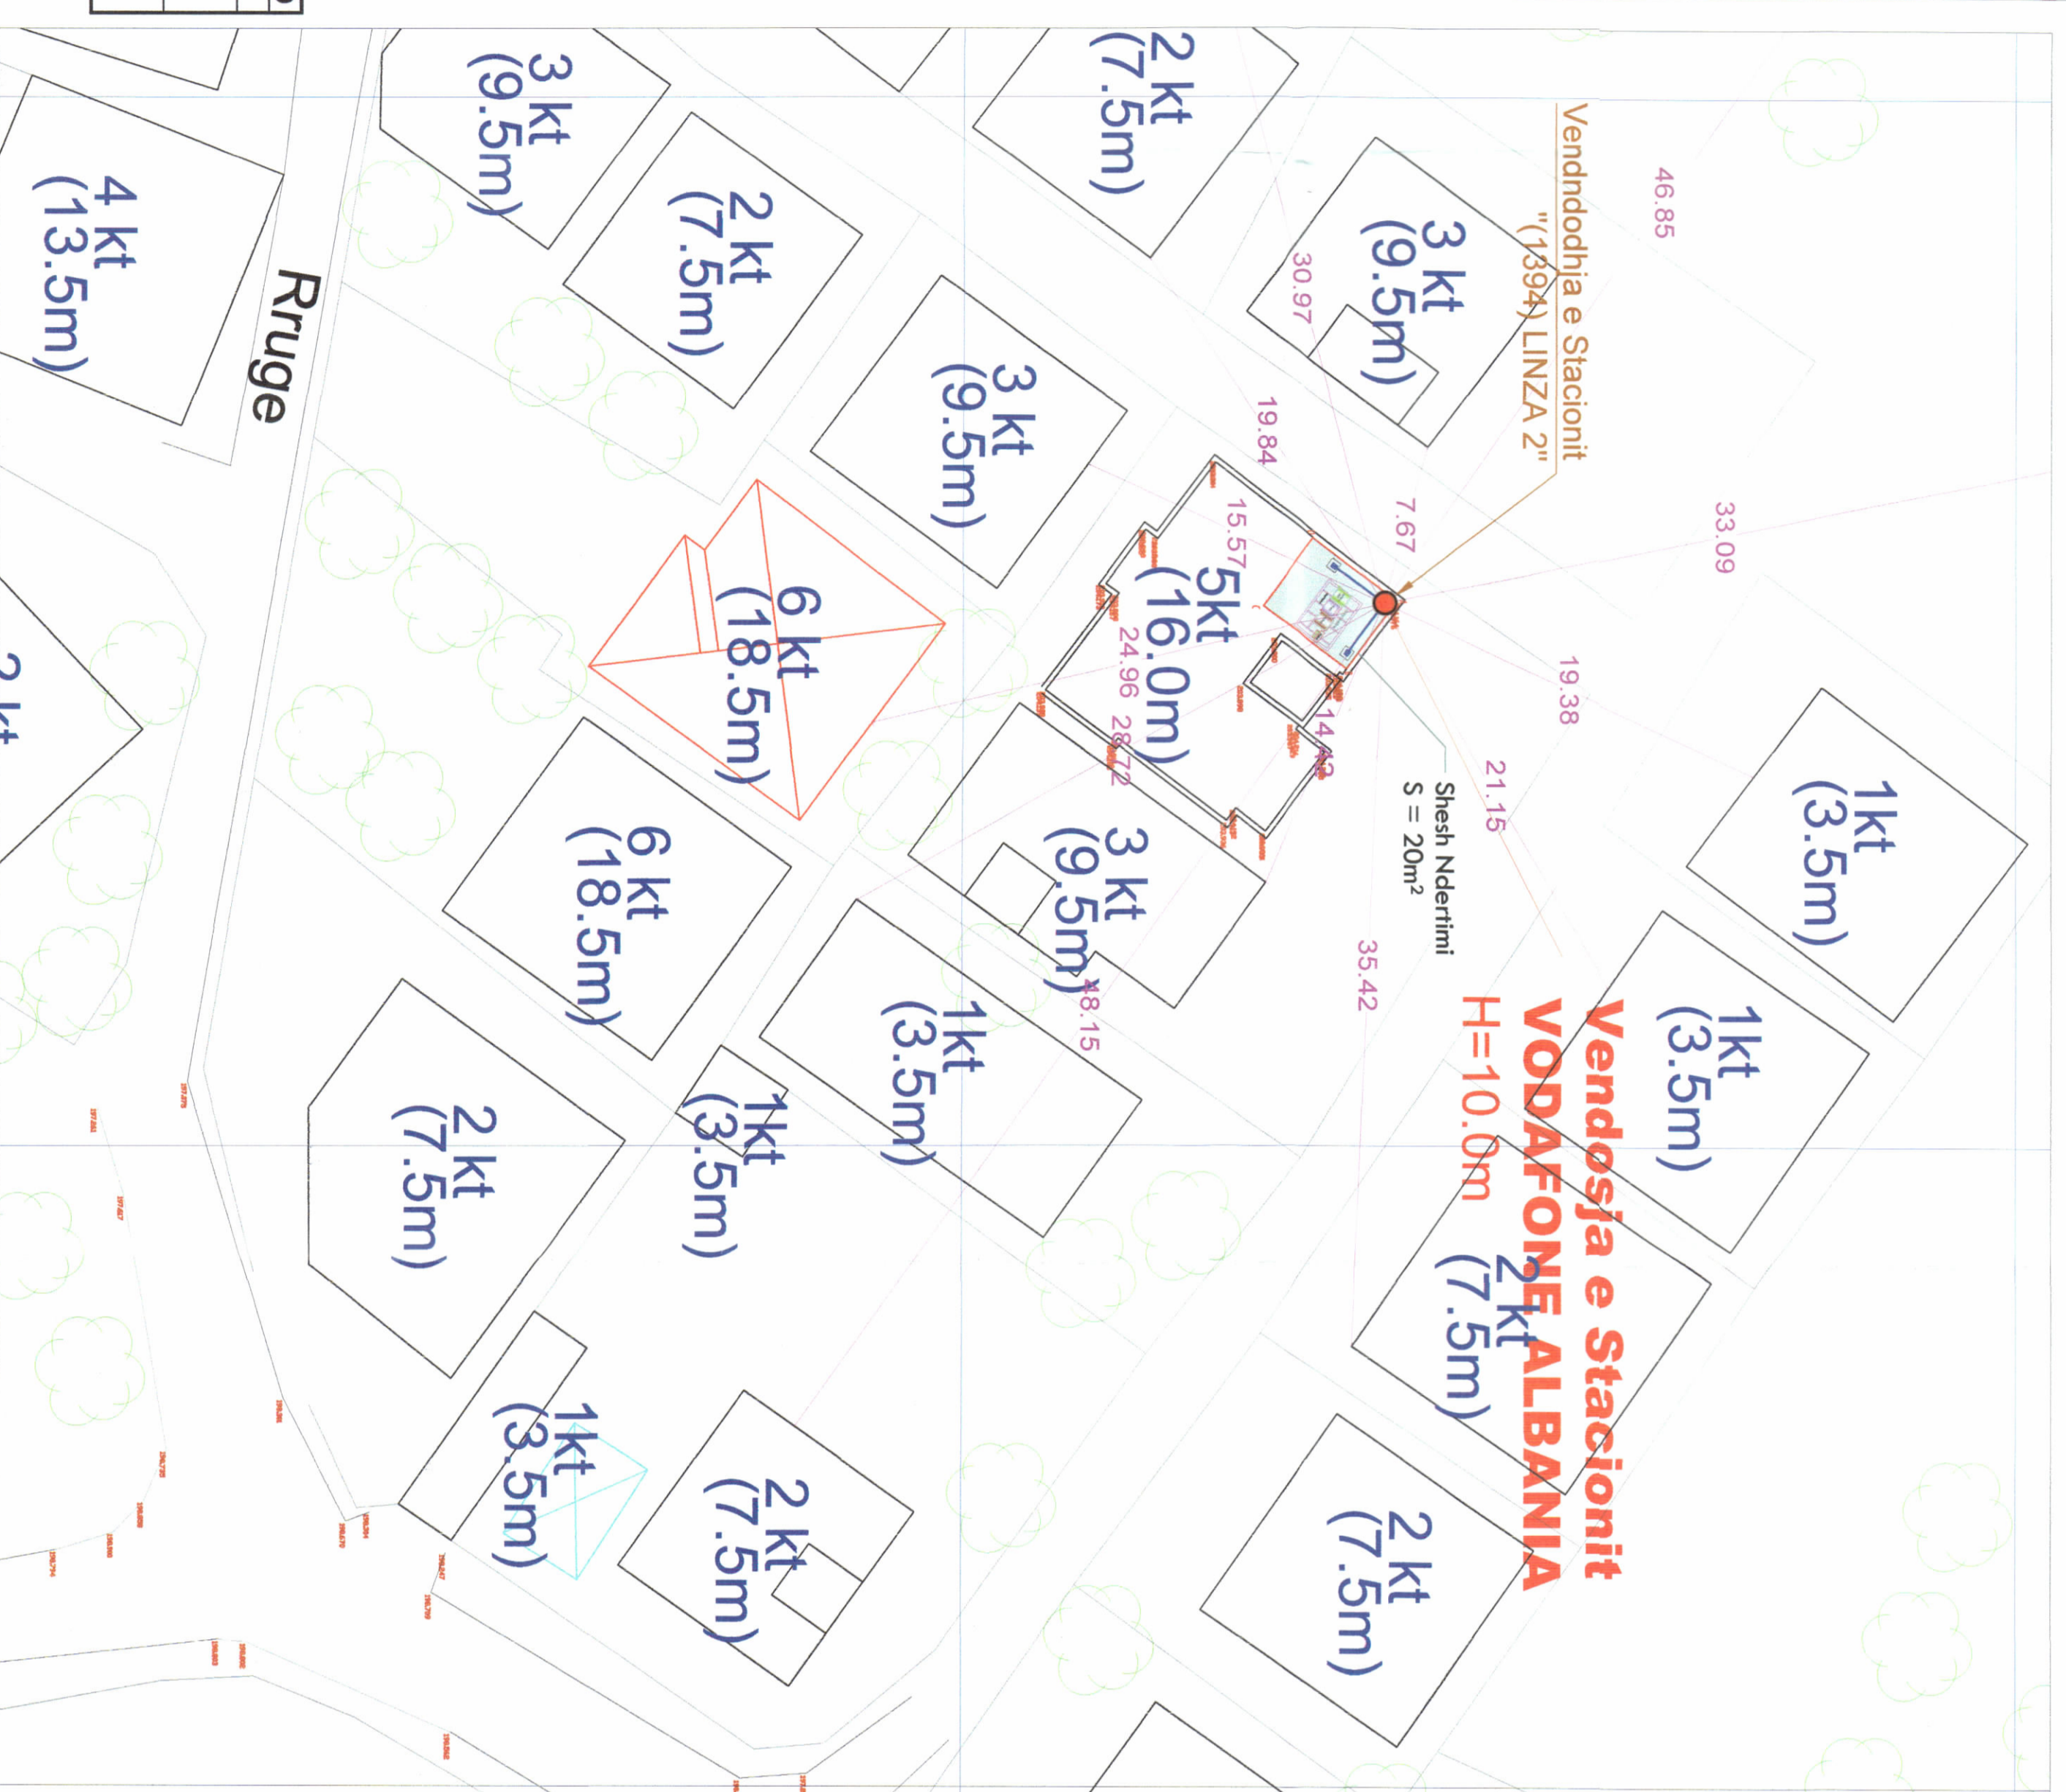 Vendndodhja e Stacionit
"(1394) LINZA 2"
46.85
33.09
19.38
21.15
35.42
30.97
19.84
7.67
15.57
24.96
28.72
14.42
48.15
Shesh Ndertimi
S = 20m²
Vendosja e Stacionit
VODAFONE ALBANIA
H=10.0m
1kt
(3.5m)
1kt
(3.5m)
2 kt
(7.5m)
2 kt
(7.5m)
3 kt
(9.5m)
2 kt
(7.5m)
5kt
(16.0m)
3 kt
(9.5m)
3 kt
(9.5m)
1kt
(3.5m)
2 kt
(7.5m)
6 kt
(18.5m)
6 kt
(18.5m)
1kt
(3.5m)
2 kt
(7.5m)
3 kt
(9.5m)
2 kt
(7.5m)
1kt
(3.5m)
Rruge
4 kt
(13.5m)
2 kt